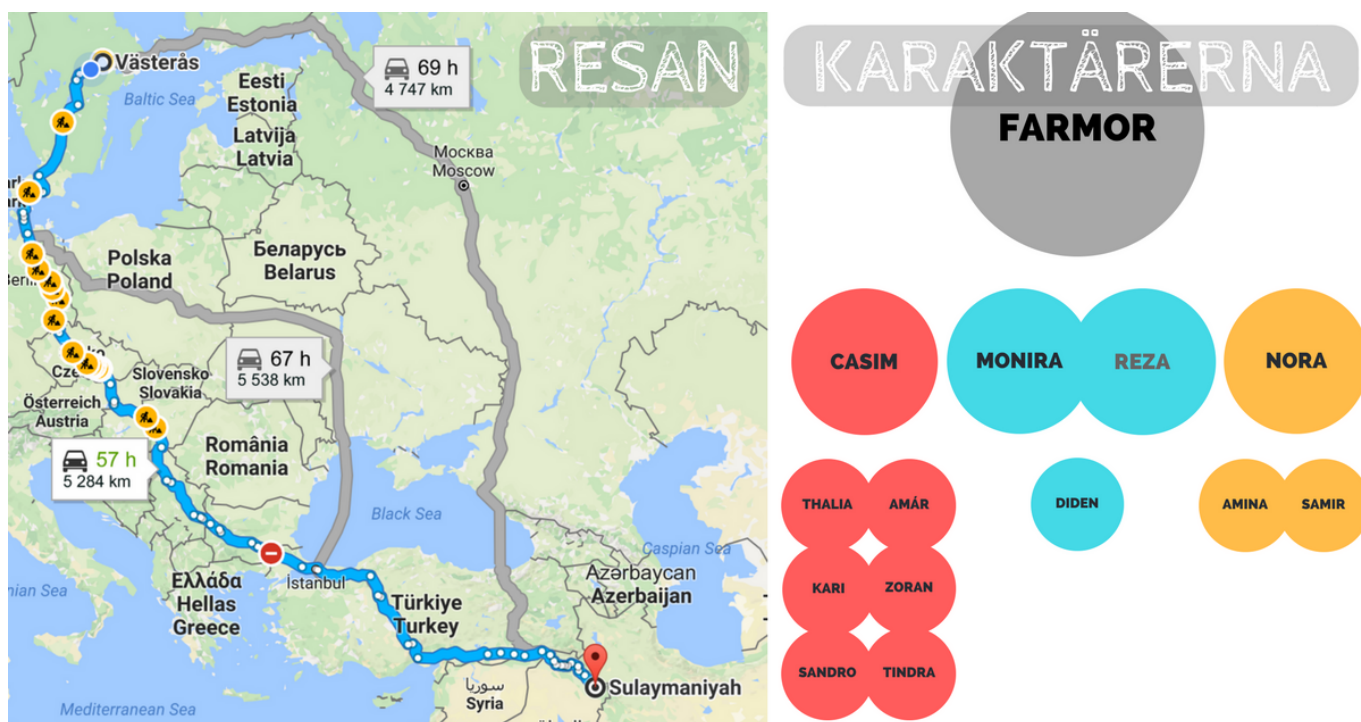 RESAN
Västerås
69 h
4 747 km
Baltic Sea
Eesti
Estonia
Latvija
Latvia
Москва
Moscow
Polska
Poland
Беларусь
Belarus
67 h
5 538 km
Slovensko
Slovakia
Österreich
Austria
57 h
5 284 km
România
Romania
Black Sea
Caspian Sea
İstanbul
Ελλάδα
Hellas
Greece
Türkiye
Turkey
Azərbaycan
Azerbaijan
Sulaymaniyah
سوريا
Syria
Mediterranean Sea
KARAKTÄRERNA
FARMOR
CASIM
MONIRA
REZA
NORA
THALIA
AMÁR
DIDEN
AMINA
SAMIR
KARI
ZORAN
SANDRO
TINDRA